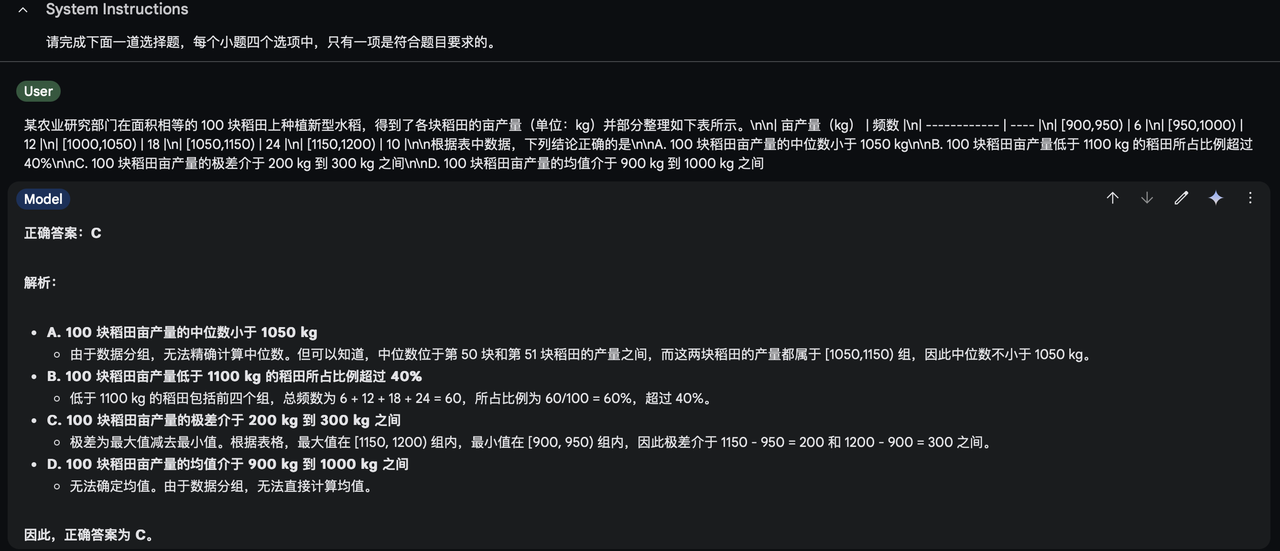 System Instructions
请完成下面一道选择题，每个小题四个选项中，只有一项是符合题目要求的。
User
某农业研究部门在面积相等的 100 块稻田上种植新型水稻，得到了各块稻田的亩产量（单位：kg）并部分整理如下表所示。\n\n| 亩产量（kg） | 频数 |\n| ------------ | ---- |\n| [900,950) | 6 |\n| [950,1000) |
12 |\n| [1000,1050) | 18 |\n| [1050,1150) | 24 |\n| [1150,1200) | 10 |\n\n根据表中数据，下列结论正确的是\n\nA. 100 块稻田亩产量的中位数小于 1050 kg\n\nB. 100 块稻田亩产量低于 1100 kg 的稻田所占比例超过
40%\n\nC. 100 块稻田亩产量的极差介于 200 kg 到 300 kg 之间\n\nD. 100 块稻田亩产量的均值介于 900 kg 到 1000 kg 之间
Model
正确答案：C
解析：
• A. 100 块稻田亩产量的中位数小于 1050 kg
○ 由于数据分组，无法精确计算中位数。但可以知道，中位数位于第 50 块和第 51 块稻田的产量之间，而这两块稻田的产量都属于 [1050,1150) 组，因此中位数不小于 1050 kg。
• B. 100 块稻田亩产量低于 1100 kg 的稻田所占比例超过 40%
○ 低于 1100 kg 的稻田包括前四个组，总频数为 6 + 12 + 18 + 24 = 60，所占比例为 60/100 = 60%，超过 40%。
• C. 100 块稻田亩产量的极差介于 200 kg 到 300 kg 之间
○ 极差为最大值减去最小值。根据表格，最大值在 [1150, 1200) 组内，最小值在 [900, 950) 组内，因此极差介于 1150 - 950 = 200 和 1200 - 900 = 300 之间。
• D. 100 块稻田亩产量的均值介于 900 kg 到 1000 kg 之间
○ 无法确定均值。由于数据分组，无法直接计算均值。
因此，正确答案为 C。